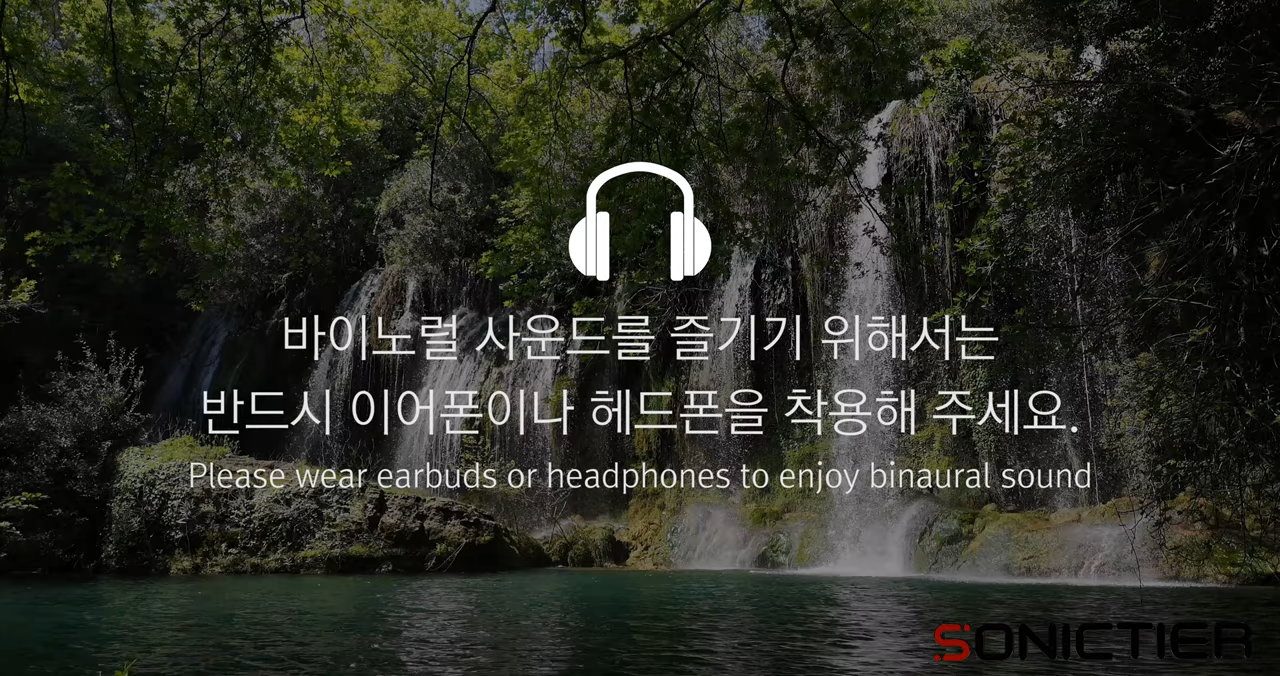 바이노럴 사운드를 즐기기 위해서는
반드시 이어폰이나 헤드폰을 착용해 주세요.
Please wear earbuds or headphones to enjoy binaural sound
SONICTIER